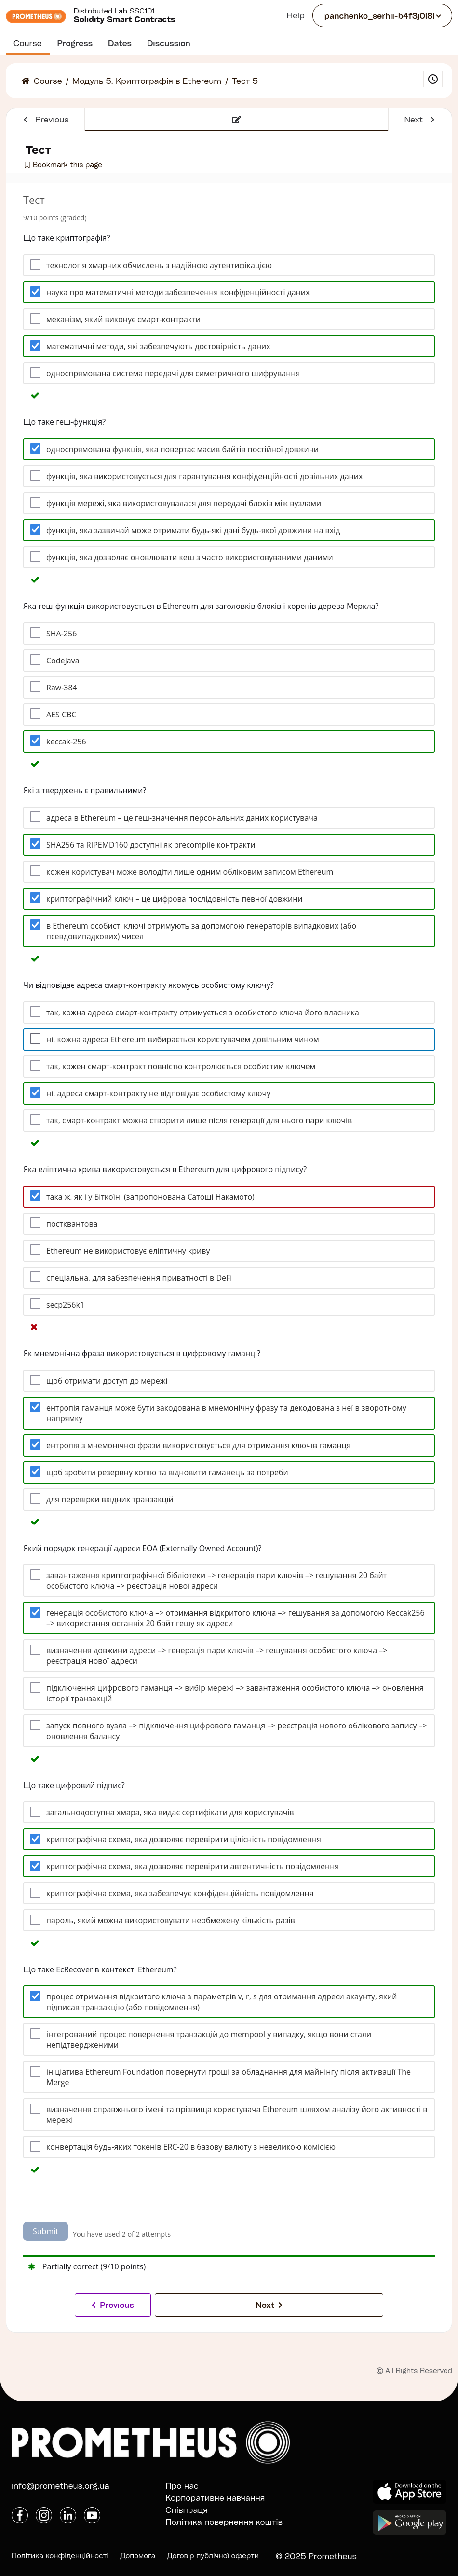 PROMETHEUS
Distributed Lab SSC101
Solidity Smart Contracts
Help
panchenko_serhii-b4f3j0l8l
Course
Progress
Dates
Discussion
Course / Модуль 5. Криптографія в Ethereum / Тест 5
Previous
Next
Тест
Bookmark this page
Тест
9/10 points (graded)
Що таке криптографія?
технологія хмарних обчислень з надійною аутентифікацією
наука про математичні методи забезпечення конфіденційності даних
механізм, який виконує смарт-контракти
математичні методи, які забезпечують достовірність даних
односпрямована система передачі для симетричного шифрування
Що таке геш-функція?
односпрямована функція, яка повертає масив байтів постійної довжини
функція, яка використовується для гарантування конфіденційності довільних даних
функція мережі, яка використовувалася для передачі блоків між вузлами
функція, яка зазвичай може отримати будь-які дані будь-якої довжини на вхід
функція, яка дозволяє оновлювати кеш з часто використовуваними даними
Яка геш-функція використовується в Ethereum для заголовків блоків і коренів дерева Меркла?
SHA-256
CodeJava
Raw-384
AES CBC
keccak-256
Які з тверджень є правильними?
адреса в Ethereum – це геш-значення персональних даних користувача
SHA256 та RIPEMD160 доступні як precompile контракти
кожен користувач може володіти лише одним обліковим записом Ethereum
криптографічний ключ – це цифрова послідовність певної довжини
в Ethereum особисті ключі отримують за допомогою генераторів випадкових (або
псевдовипадкових) чисел
Чи відповідає адреса смарт-контракту якомусь особистому ключу?
так, кожна адреса смарт-контракту отримується з особистого ключа його власника
ні, кожна адреса Ethereum вибирається користувачем довільним чином
так, кожен смарт-контракт повністю контролюється особистим ключем
ні, адреса смарт-контракту не відповідає особистому ключу
так, смарт-контракт можна створити лише після генерації для нього пари ключів
Яка еліптична крива використовується в Ethereum для цифрового підпису?
така ж, як і у Біткоїні (запропонована Сатоші Накамото)
постквантова
Ethereum не використовує еліптичну криву
спеціальна, для забезпечення приватності в DeFi
secp256k1
Як мнемонічна фраза використовується в цифровому гаманці?
щоб отримати доступ до мережі
ентропія гаманця може бути закодована в мнемонічну фразу та декодована з неї в зворотному
напрямку
ентропія з мнемонічної фрази використовується для отримання ключів гаманця
щоб зробити резервну копію та відновити гаманець за потреби
для перевірки вхідних транзакцій
Який порядок генерації адреси EOA (Externally Owned Account)?
завантаження криптографічної бібліотеки –> генерація пари ключів –> гешування 20 байт
особистого ключа –> реєстрація нової адреси
генерація особистого ключа –> отримання відкритого ключа –> гешування за допомогою Keccak256
–> використання останніх 20 байт гешу як адреси
визначення довжини адреси –> генерація пари ключів –> гешування особистого ключа –>
реєстрація нової адреси
підключення цифрового гаманця –> вибір мережі –> завантаження особистого ключа –> оновлення
історії транзакцій
запуск повного вузла –> підключення цифрового гаманця –> реєстрація нового облікового запису –>
оновлення балансу
Що таке цифровий підпис?
загальнодоступна хмара, яка видає сертифікати для користувачів
криптографічна схема, яка дозволяє перевірити цілісність повідомлення
криптографічна схема, яка дозволяє перевірити автентичність повідомлення
криптографічна схема, яка забезпечує конфіденційність повідомлення
пароль, який можна використовувати необмежену кількість разів
Що таке EcRecover в контексті Ethereum?
процес отримання відкритого ключа з параметрів v, r, s для отримання адреси акаунту, який
підписав транзакцію (або повідомлення)
інтегрований процес повернення транзакцій до mempool у випадку, якщо вони стали
непідтвердженими
ініціатива Ethereum Foundation повернути гроші за обладнання для майнінгу після активації The
Merge
визначення справжнього імені та прізвища користувача Ethereum шляхом аналізу його активності в
мережі
конвертація будь-яких токенів ERC-20 в базову валюту з невеликою комісією
Submit
You have used 2 of 2 attempts
Partially correct (9/10 points)
Previous
Next
© All Rights Reserved
PROMETHEUS
info@prometheus.org.ua
Про нас
Корпоративне навчання
Співпраця
Політика повернення коштів
Download on the
App Store
Google play
Політика конфіденційності
Допомога
Договір публічної оферти
© 2025 Prometheus